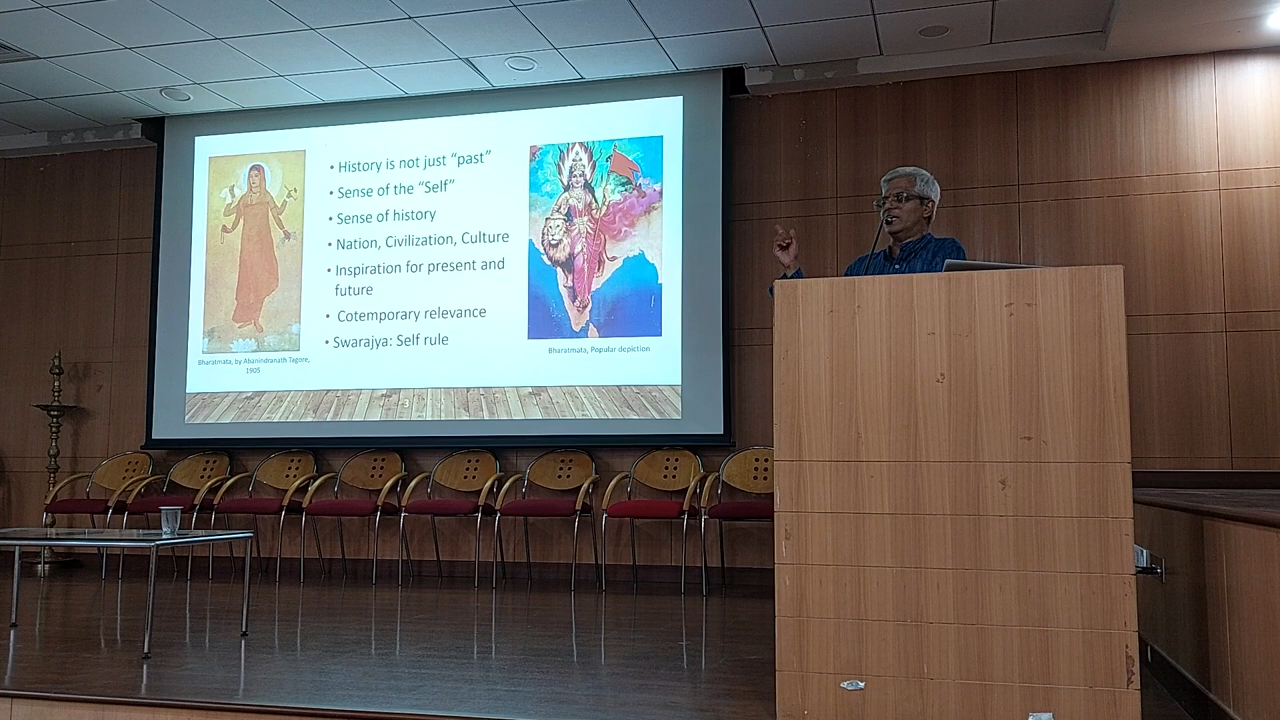 • History is not just “past”
• Sense of the “Self”
• Sense of history
• Nation, Civilization, Culture
• Inspiration for present and
future
• Cotemporary relevance
• Swarajya: Self rule
Bharatmata, by Abanindranath Tagore,
1905
Bharatmata, Popular depiction